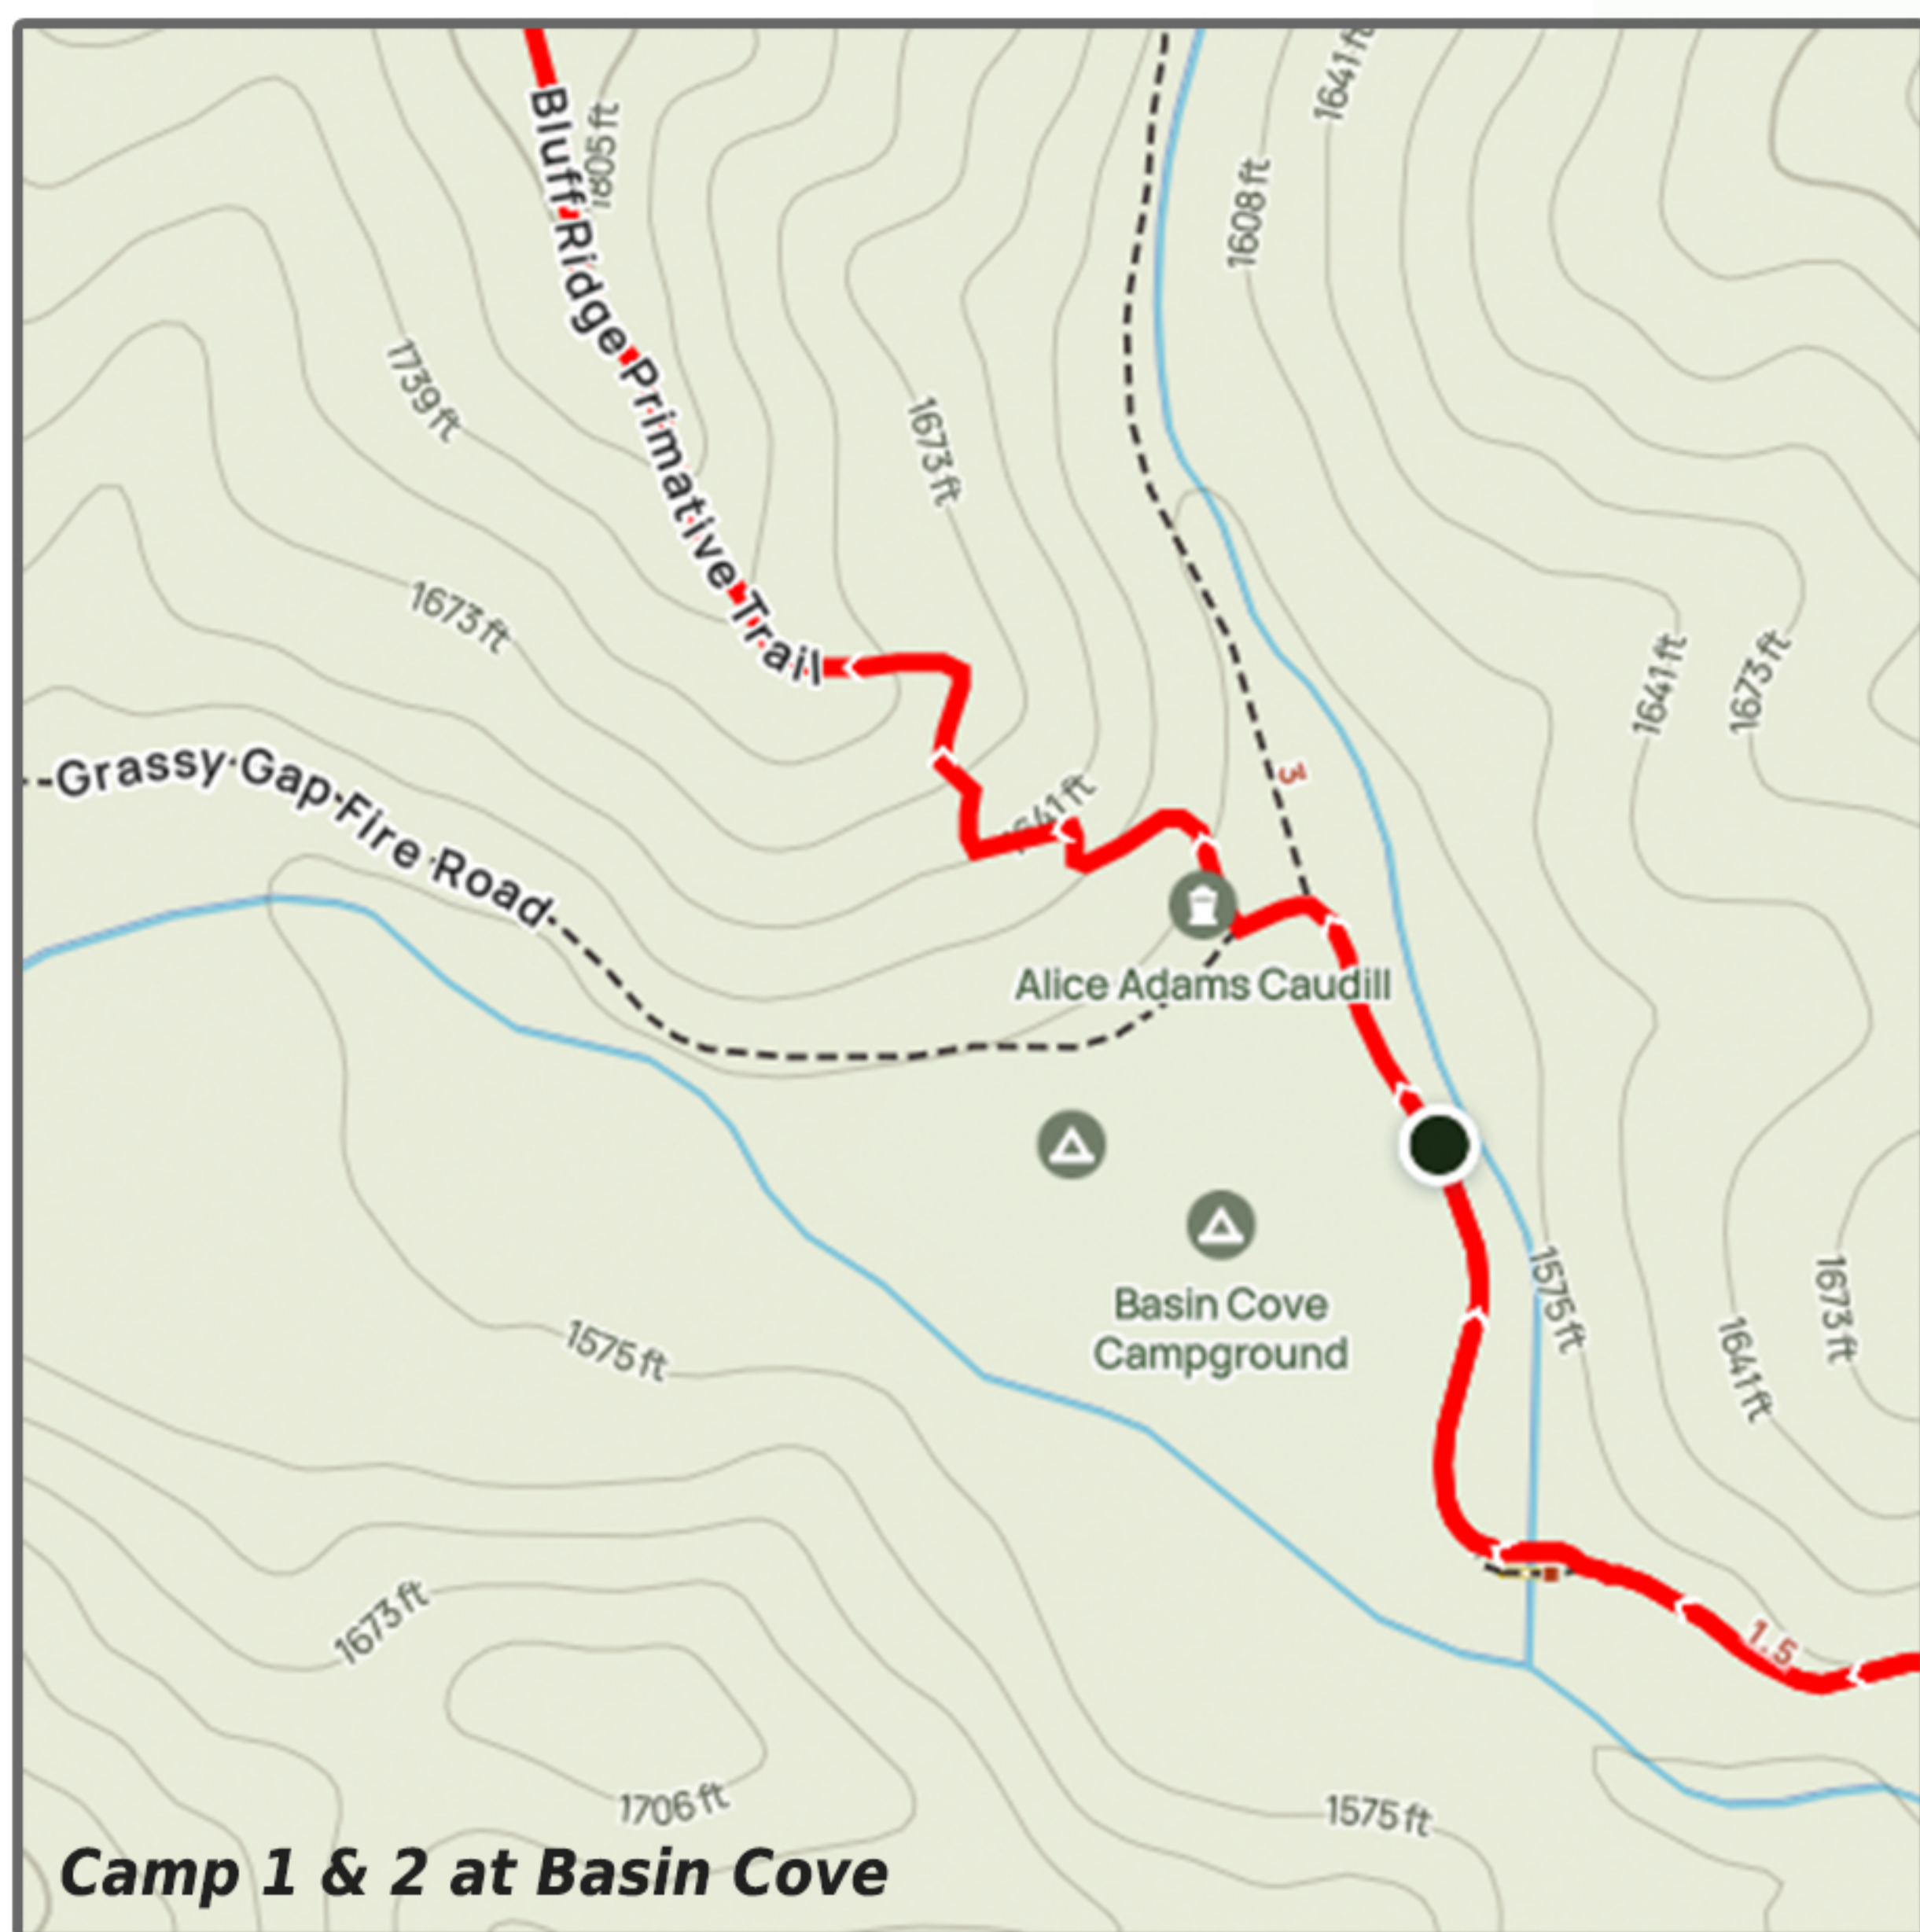 1641 ft
1805 ft
Bluff Ridge Primative Trail
1608 ft
1739 ft
1673 ft
1673 ft
1641 ft
1673 ft
3
Grassy Gap Fire Road
1641 ft
Alice Adams Caudill
Basin Cove
Campground
1575 ft
1673 ft
1641 ft
1575 ft
1673 ft
1.5
1706 ft
1575 ft
Camp 1 & 2 at Basin Cove